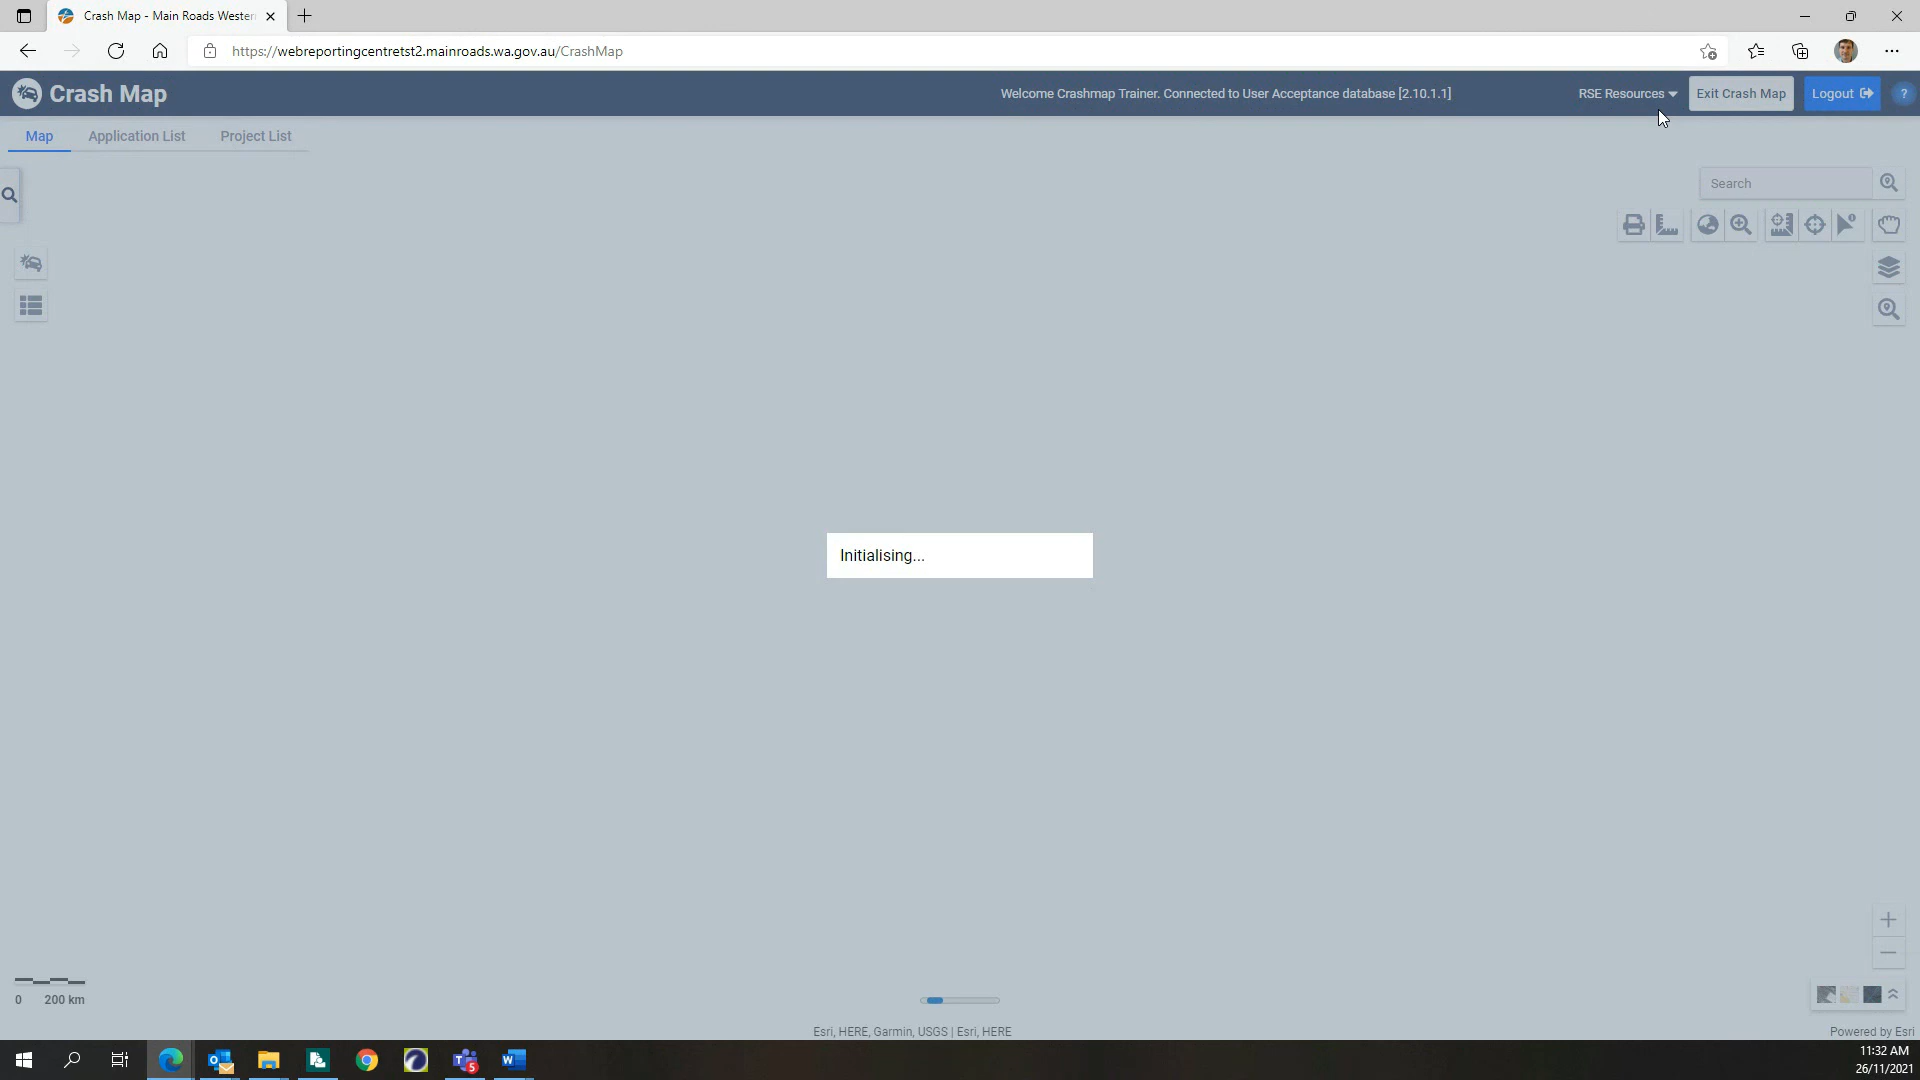 Crash Map - Main Roads Wester
https://webreportingcentretst2.mainroads.wa.gov.au/CrashMap
Crash Map
Welcome Crashmap Trainer. Connected to User Acceptance database [2.10.1.1]
RSE Resources
Exit Crash Map
Logout
?
Map
Application List
Project List
Search
Initialising...
0 200 km
Esri, HERE, Garmin, USGS | Esri, HERE
Powered by Esri
5
11:32 AM
26/11/2021